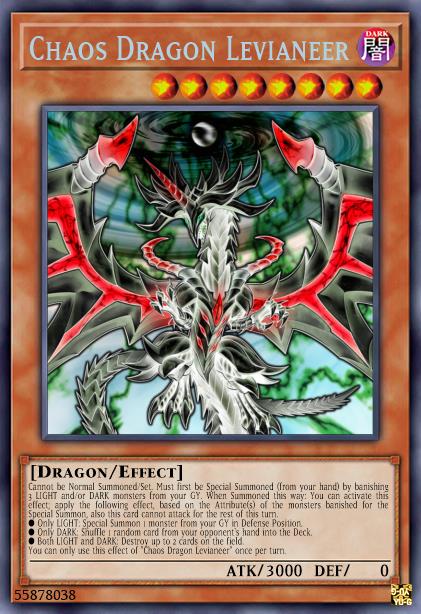 CHAOS DRAGON LEVIANEER
DARK
闇
[DRAGON/EFFECT]
Cannot be Normal Summoned/Set. Must first be Special Summoned (from your hand) by banishing
3 LIGHT and/or DARK monsters from your GY. When Summoned this way: You can activate this
effect; apply the following effect, based on the Attribute(s) of the monsters banished for the
Special Summon, also this card cannot attack for the rest of this turn.
● Only LIGHT: Special Summon 1 monster from your GY in Defense Position.
● Only DARK: Shuffle 1 random card from your opponent's hand into the Deck.
● Both LIGHT and DARK: Destroy up to 2 cards on the field.
You can only use this effect of "Chaos Dragon Levianeer" once per turn.
ATK/3000 DEF/ 0
55878038